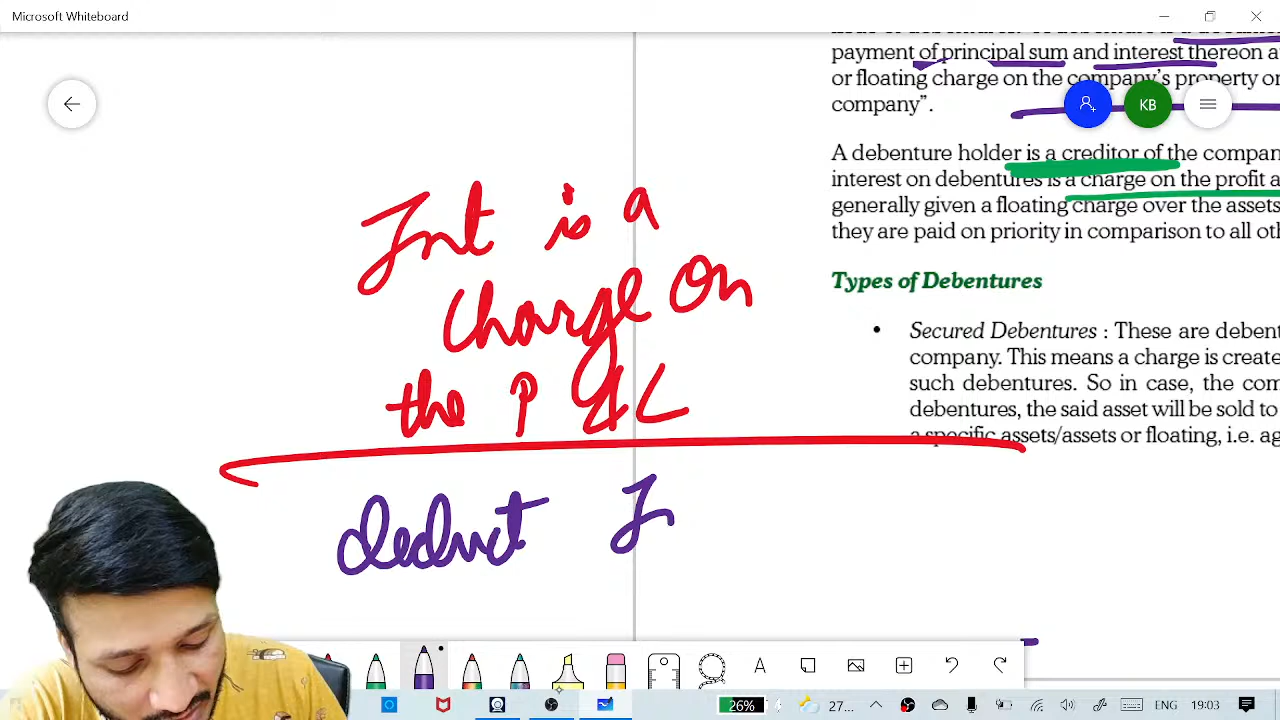 Microsoft Whiteboard
payment of principal sum and interest thereon a
or floating charge on the company's property or
company”.
KB
A debenture holder is a creditor of the compan
interest on debentures is a charge on the profit a
generally given a floating charge over the assets
they are paid on priority in comparison to all ot
Types of Debentures
• Secured Debentures : These are debent
company. This means a charge is create
such debentures. So in case, the com
debentures, the said asset will be sold to
a specific assets/assets or floating, i.e. ag
Int is a
charge on
the P & L
deduct In
A
26%
27...
ENG
19:03